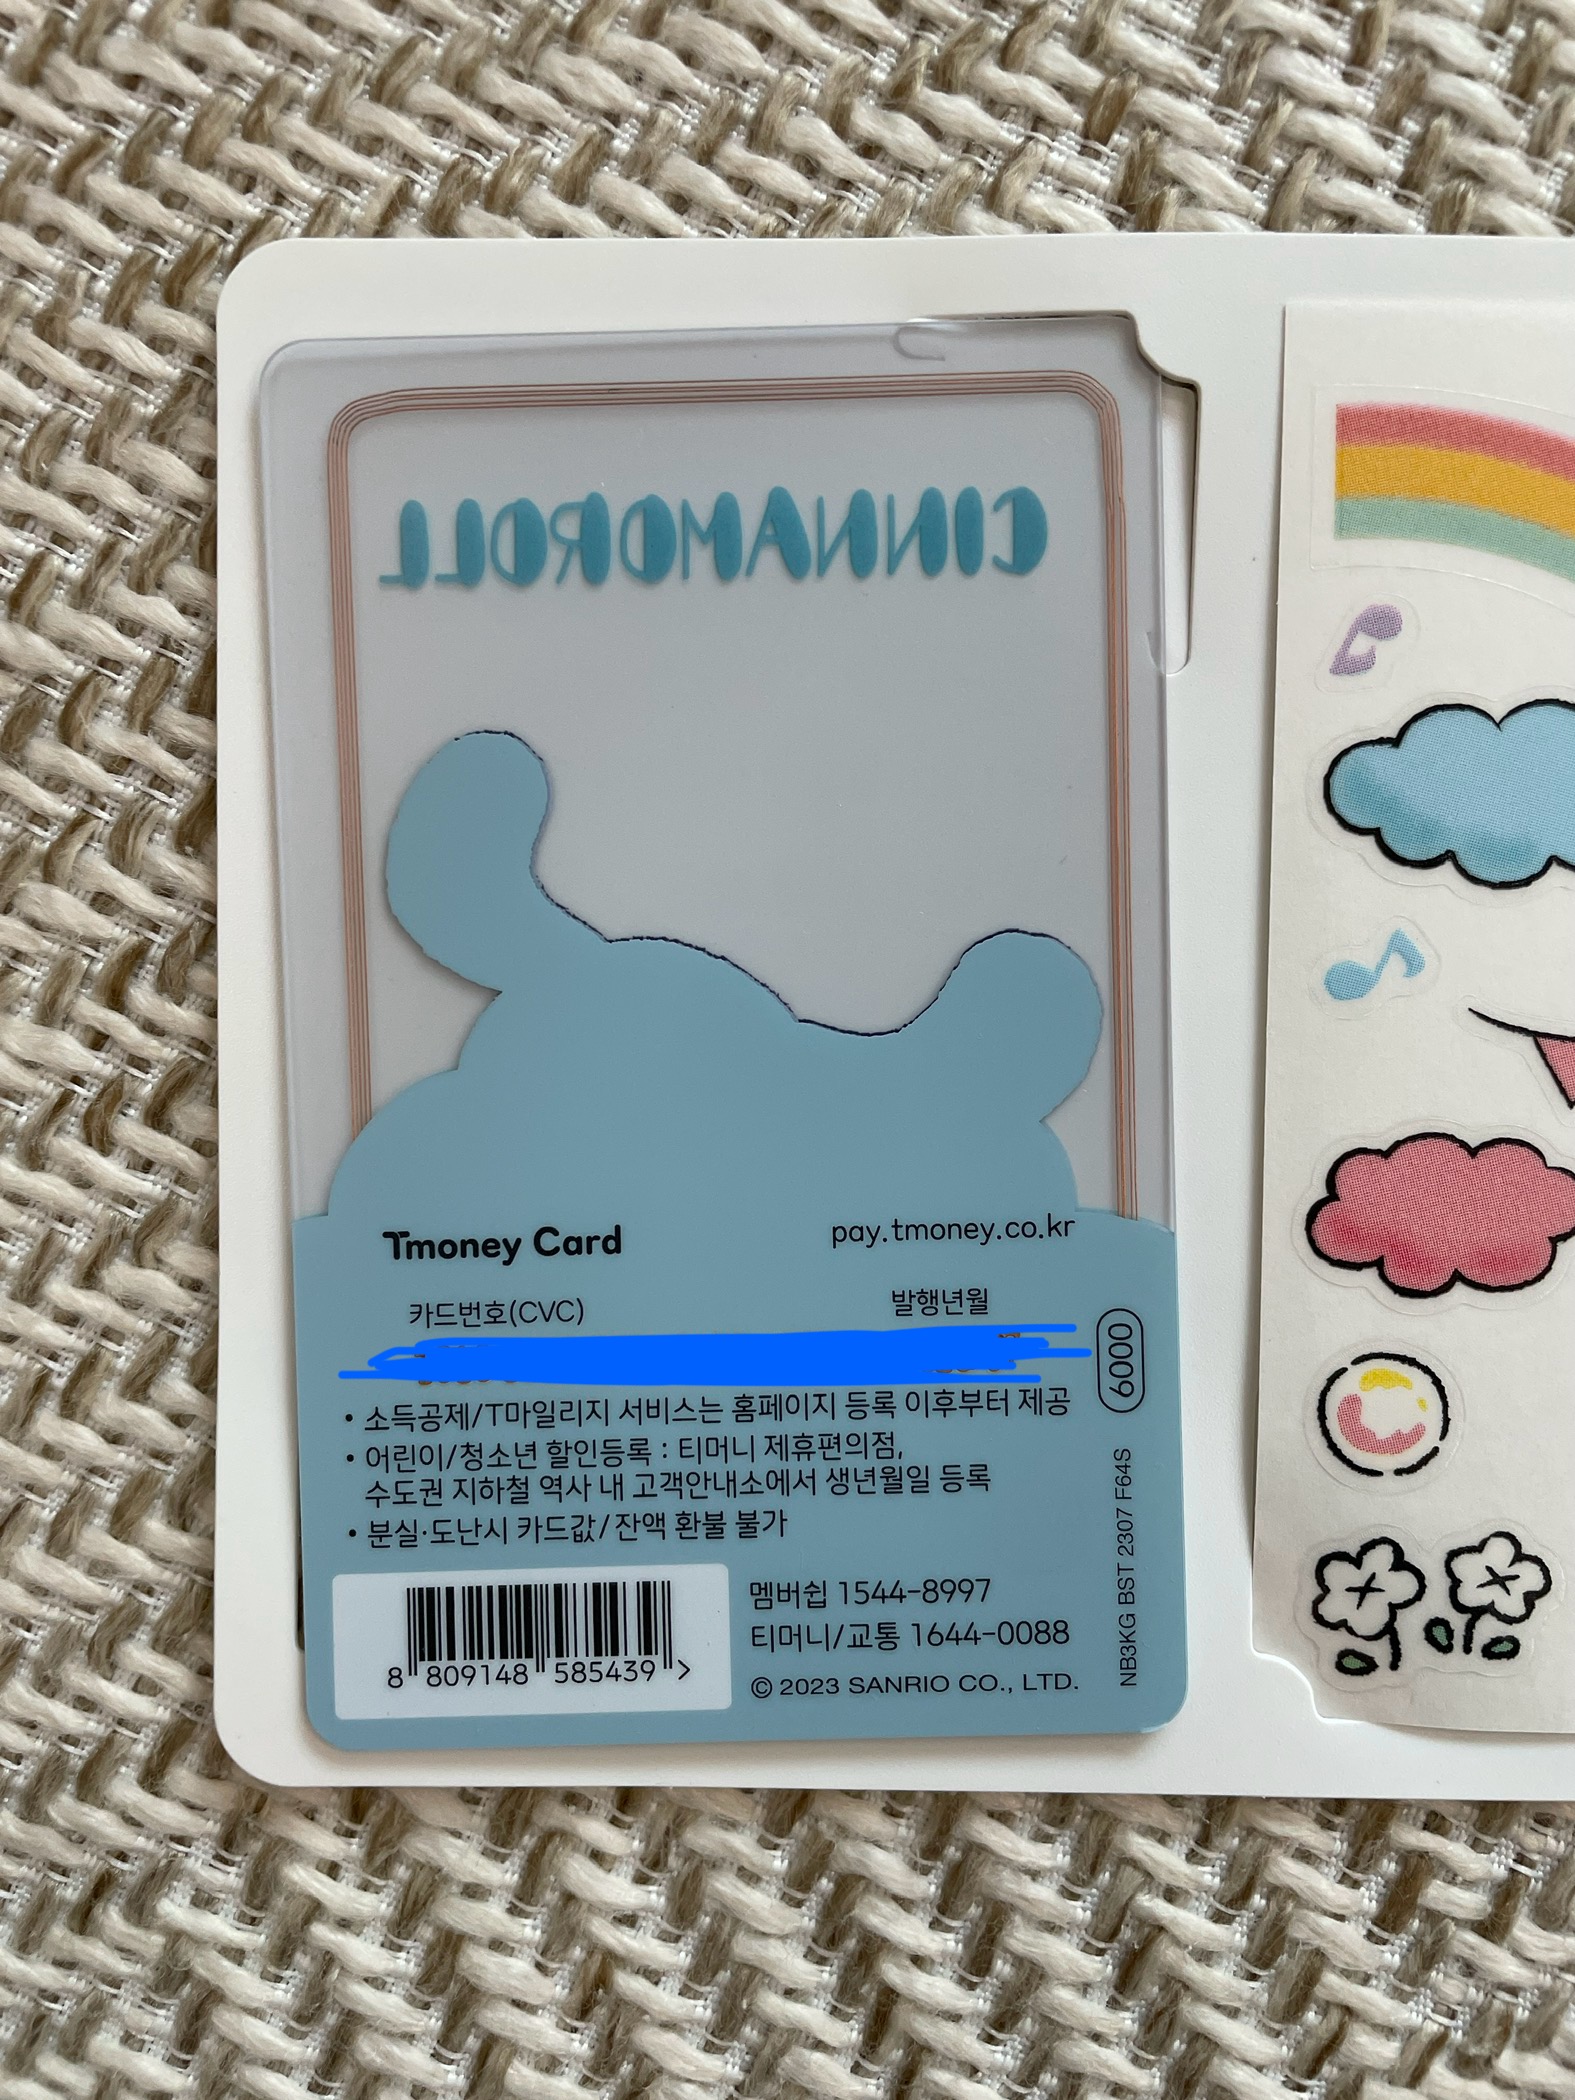 CINNAMOROLL
Tmoney Card
pay.tmoney.co.kr
카드번호(CVC)
발행년월
6000
• 소득공제/T마일리지 서비스는 홈페이지 등록 이후부터 제공
• 어린이/청소년 할인등록 : 티머니 제휴편의점,
수도권 지하철 역사 내 고객안내소에서 생년월일 등록
• 분실·도난시 카드값/잔액 환불 불가
멤버쉽 1544-8997
티머니/교통 1644-0088
© 2023 SANRIO CO., LTD.
8 809148 585439 >
NB3KG BST 2307 F64S